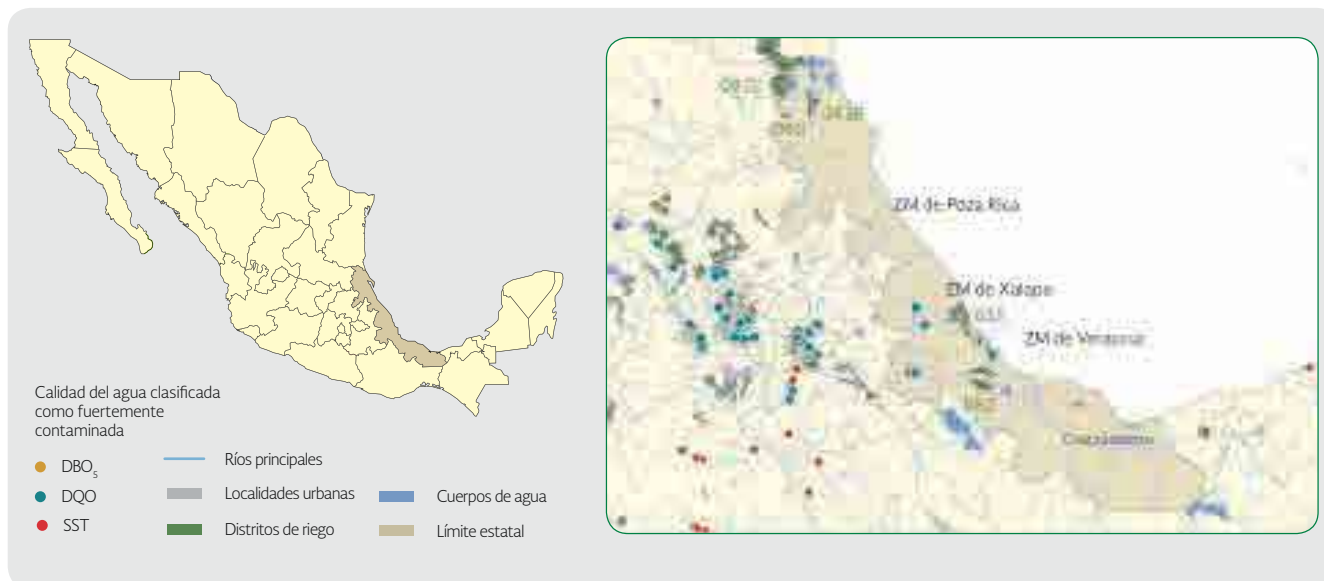 Calidad del agua clasificada
como fuertemente
contaminada
DBO5
DQO
SST
Ríos principales
Localidades urbanas
Distritos de riego
Cuerpos de agua
Límite estatal
ZM de Poza Rica
ZM de Xalapa
ZM de Veracruz